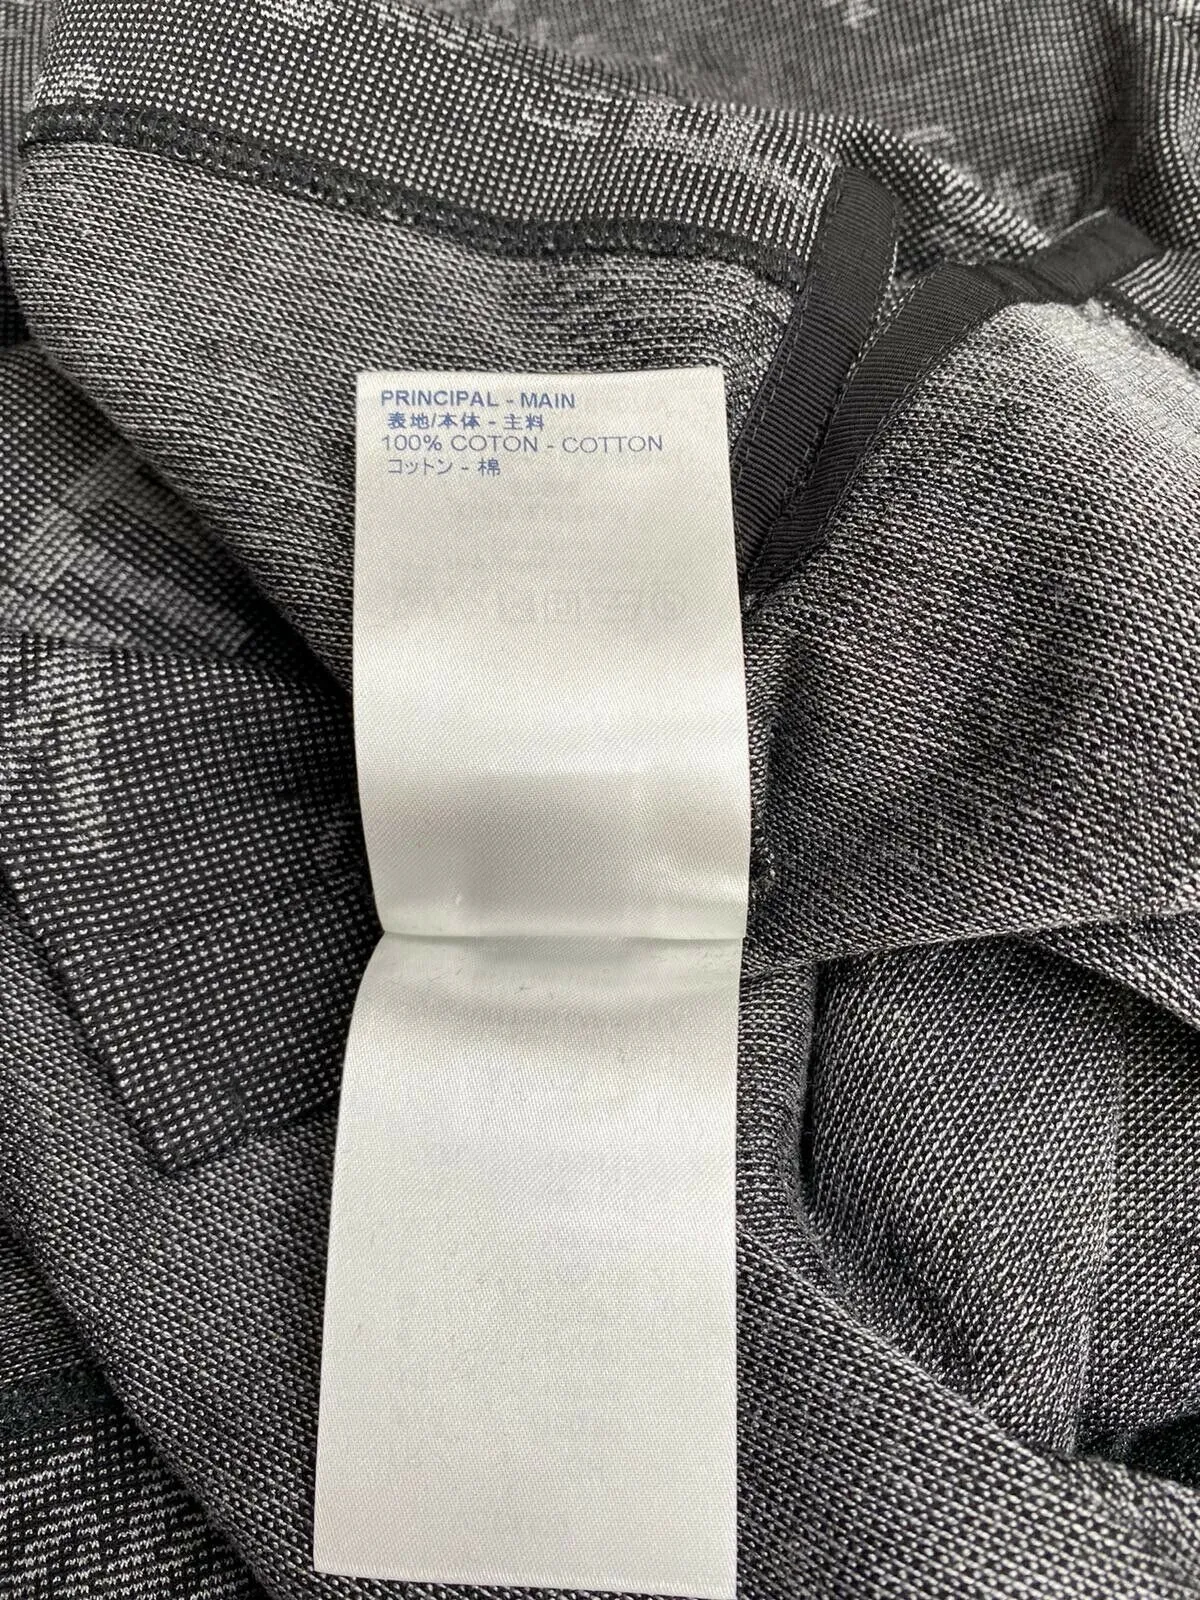 PRINCIPAL - MAIN
表地/本体 - 主料
100% COTON - COTTON
コットン - 棉